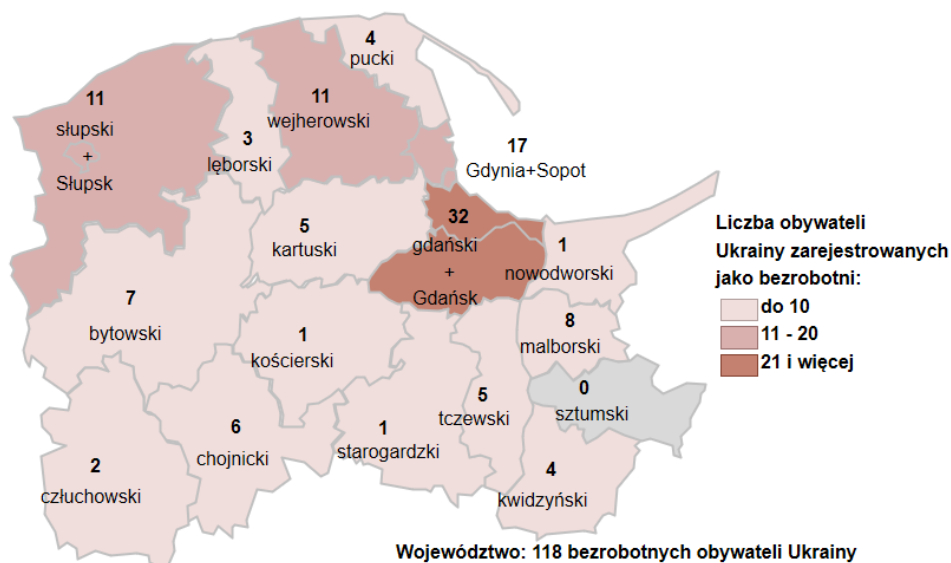 4
pucki
11
słupski
+
Słupsk
11
wejherowski
3
lęborski
17
Gdynia+Sopot
32
gdański
+
Gdańsk
5
kartuski
1
nowodworski
7
bytowski
1
kościerski
8
malborski
0
sztumski
5
tczewski
6
chojnicki
1
starogardzki
2
człuchowski
4
kwidzyński
Liczba obywateli
Ukrainy zarejestrowanych
jako bezrobotni:
do 10
11 - 20
21 i więcej
Województwo: 118 bezrobotnych obywateli Ukrainy